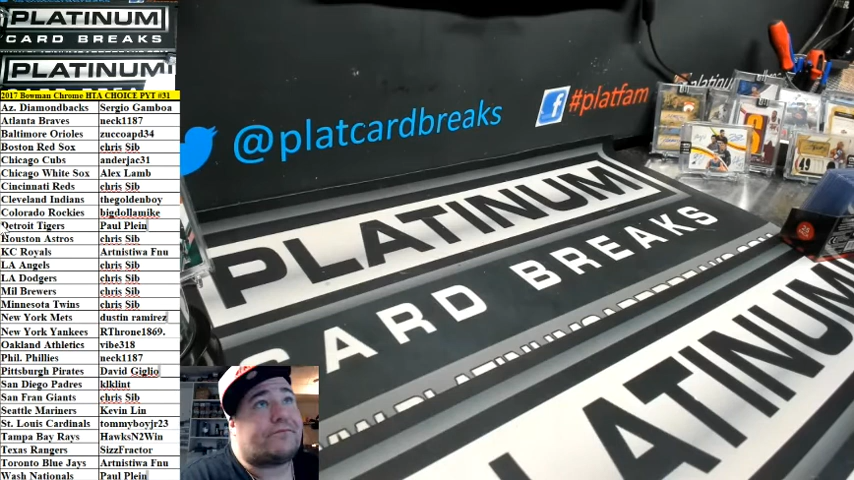 PLATINUM
CARD BREAKS
PLATINUM
2017 Bowman Chrome HTA CHOICE PYT #31
Az. Diamondbacks Sergio Gamboa
Atlanta Braves neck1187
Baltimore Orioles zuccoapd34
Boston Red Sox chris Sib
Chicago Cubs anderjac31
Chicago White Sox Alex Lamb
Cincinnati Reds chris Sib
Cleveland Indians thegoldenboy
Colorado Rockies bigdollamike
Detroit Tigers Paul Plein
Houston Astros chris Sib
KC Royals Artnistiwa Fnu
LA Angels chris Sib
LA Dodgers chris Sib
Mil Brewers chris Sib
Minnesota Twins chris Sib
New York Mets dustin ramirez
New York Yankees RThrone1869.
Oakland Athletics vibe318
Phil. Phillies neck1187
Pittsburgh Pirates David Giglio
San Diego Padres klklint
San Fran Giants chris Sib
Seattle Mariners Kevin Lin
St. Louis Cardinals tommyboyjr23
Tampa Bay Rays HawksN2Win
Texas Rangers SizzFractor
Toronto Blue Jays Artnistiwa Fnu
Wash Nationals Paul Plein
@platcardbreaks
f #platfam
PLATINUM
CARD BREAKS
PLATINUM
49